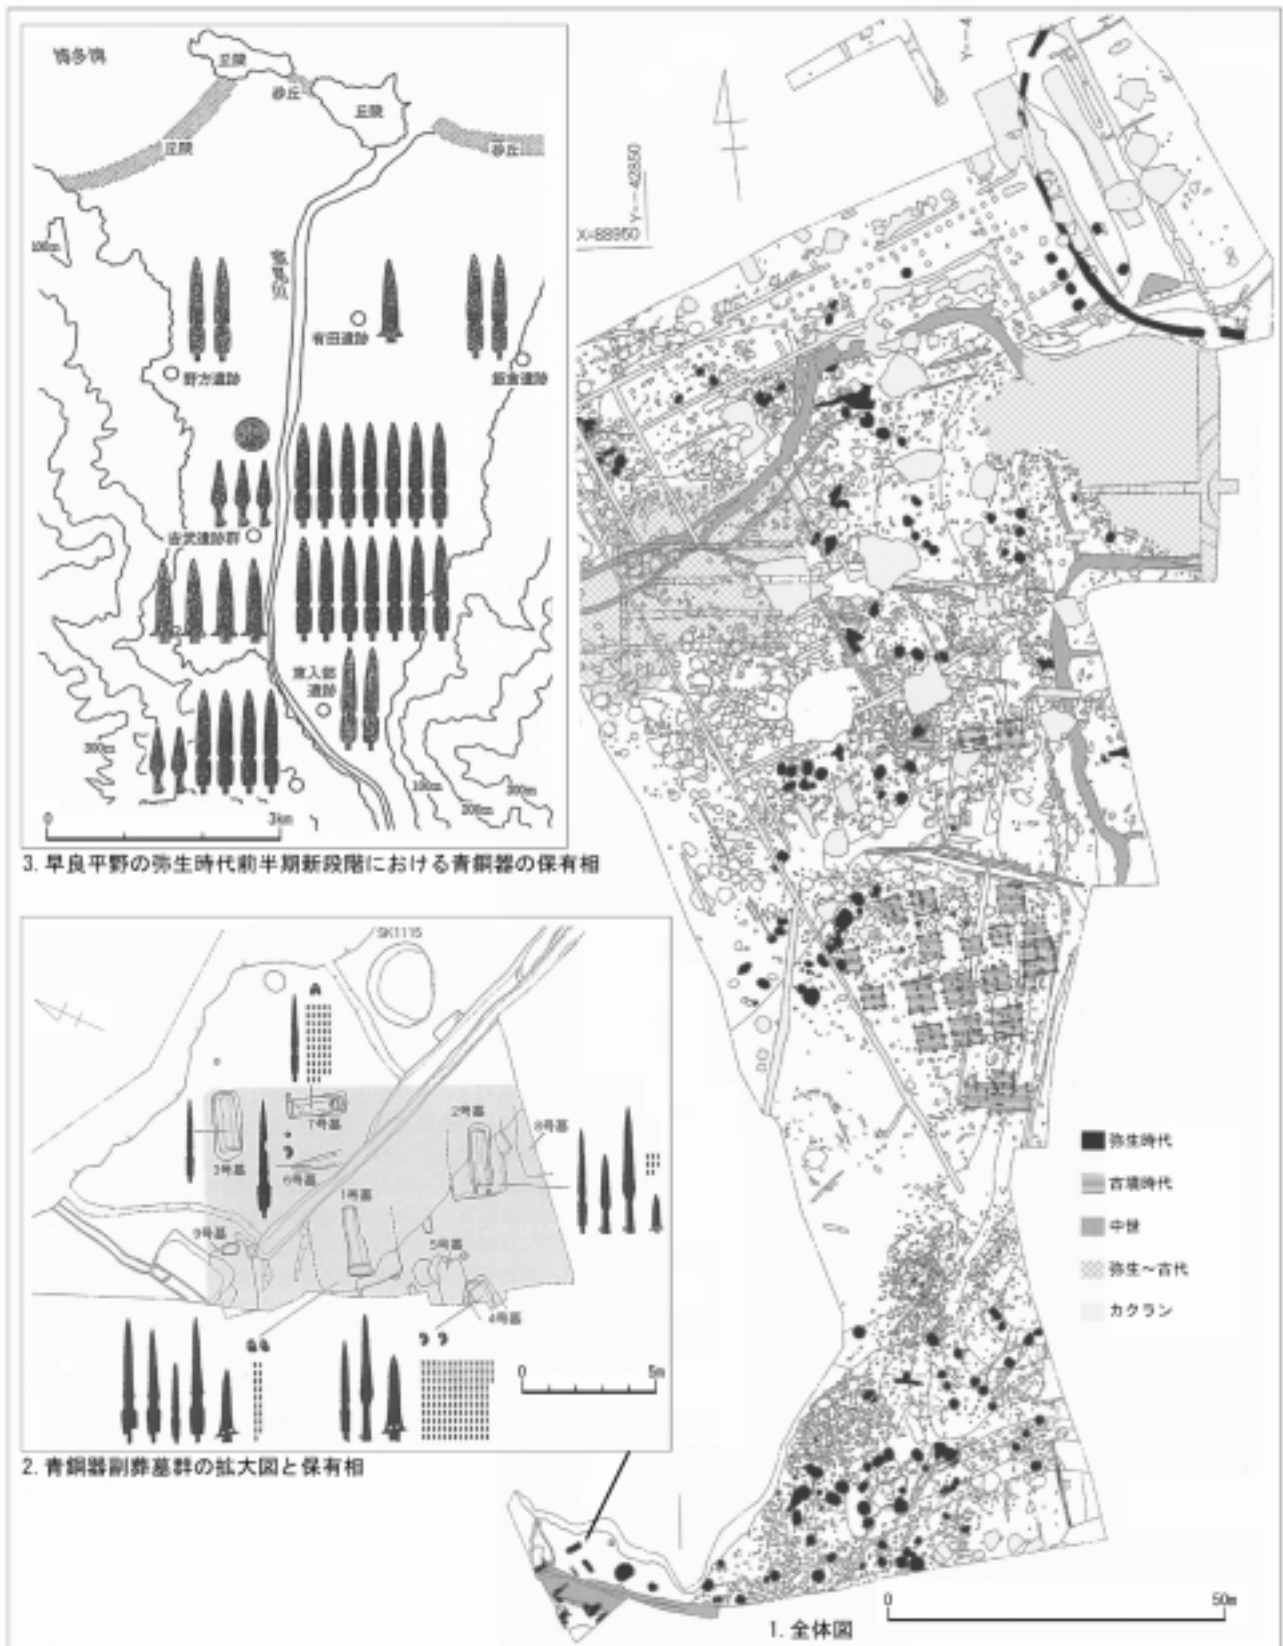 丘陵
砂丘
丘陵
丘陵
砂丘
100m
有田遺跡
野方遺跡
飯倉遺跡
吉武遺跡群
東入部
遺跡
300m
100m
200m
300m
0
3km
3. 早良平野の弥生時代前半期新段階における青銅器の保有相
SK1115
2号墓
8号墓
7号墓
3号墓
6号墓
1号墓
9号墓
5号墓
4号墓
0
5m
2. 青銅器副葬墓群の拡大図と保有相
Y=-42850
X=88950
弥生時代
古墳時代
中世
弥生～古代
カクラン
0
50m
1. 全体図